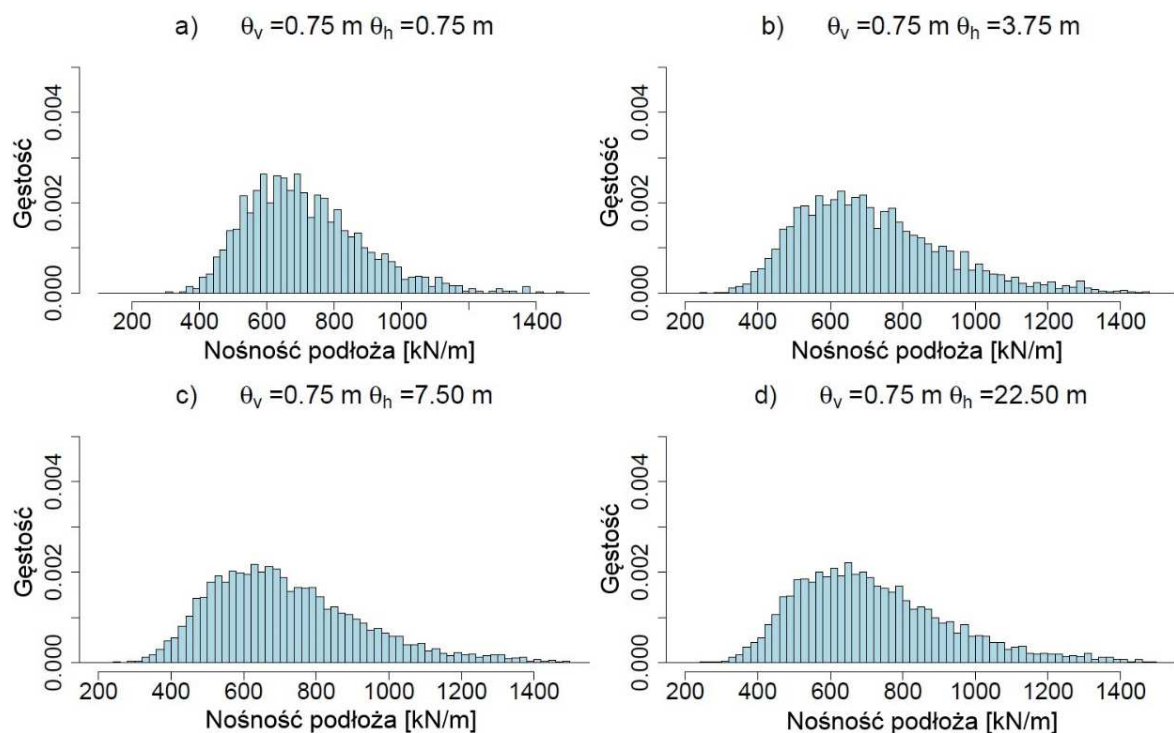 a) θv =0.75 m θh =0.75 m
Gęstość
0.000 0.002 0.004
200 400 600 800 1000 1400
Nośność podłoża [kN/m]
b) θv =0.75 m θh =3.75 m
Gęstość
0.000 0.002 0.004
200 400 600 800 1000 1200 1400
Nośność podłoża [kN/m]
c) θv =0.75 m θh =7.50 m
Gęstość
0.000 0.002 0.004
200 400 600 800 1000 1200 1400
Nośność podłoża [kN/m]
d) θv =0.75 m θh =22.50 m
Gęstość
0.000 0.002 0.004
200 400 600 800 1000 1200 1400
Nośność podłoża [kN/m]